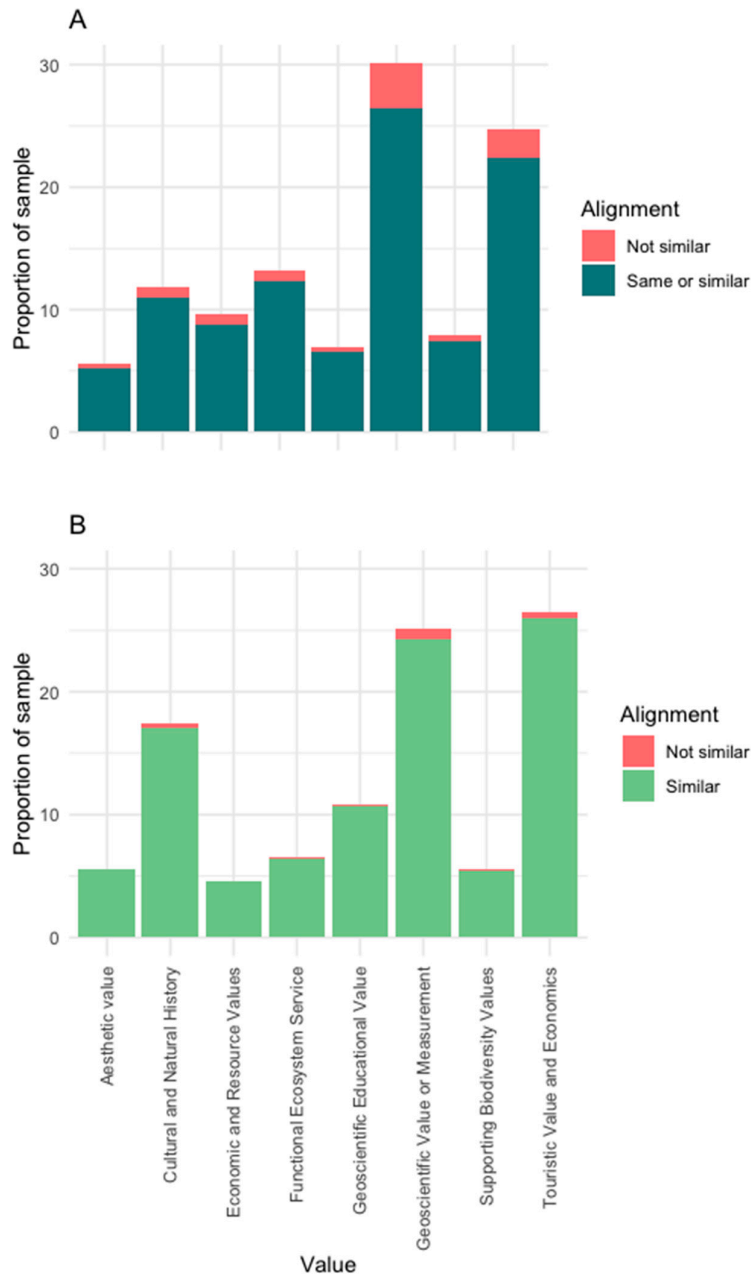 A
Proportion of sample
30
20
10
0
Alignment
Not similar
Same or similar
B
Proportion of sample
30
20
10
0
Alignment
Not similar
Similar
Aesthetic value
Cultural and Natural History
Economic and Resource Values
Functional Ecosystem Service
Geoscientific Educational Value
Geoscientific Value or Measurement
Supporting Biodiversity Values
Touristic Value and Economics
Value